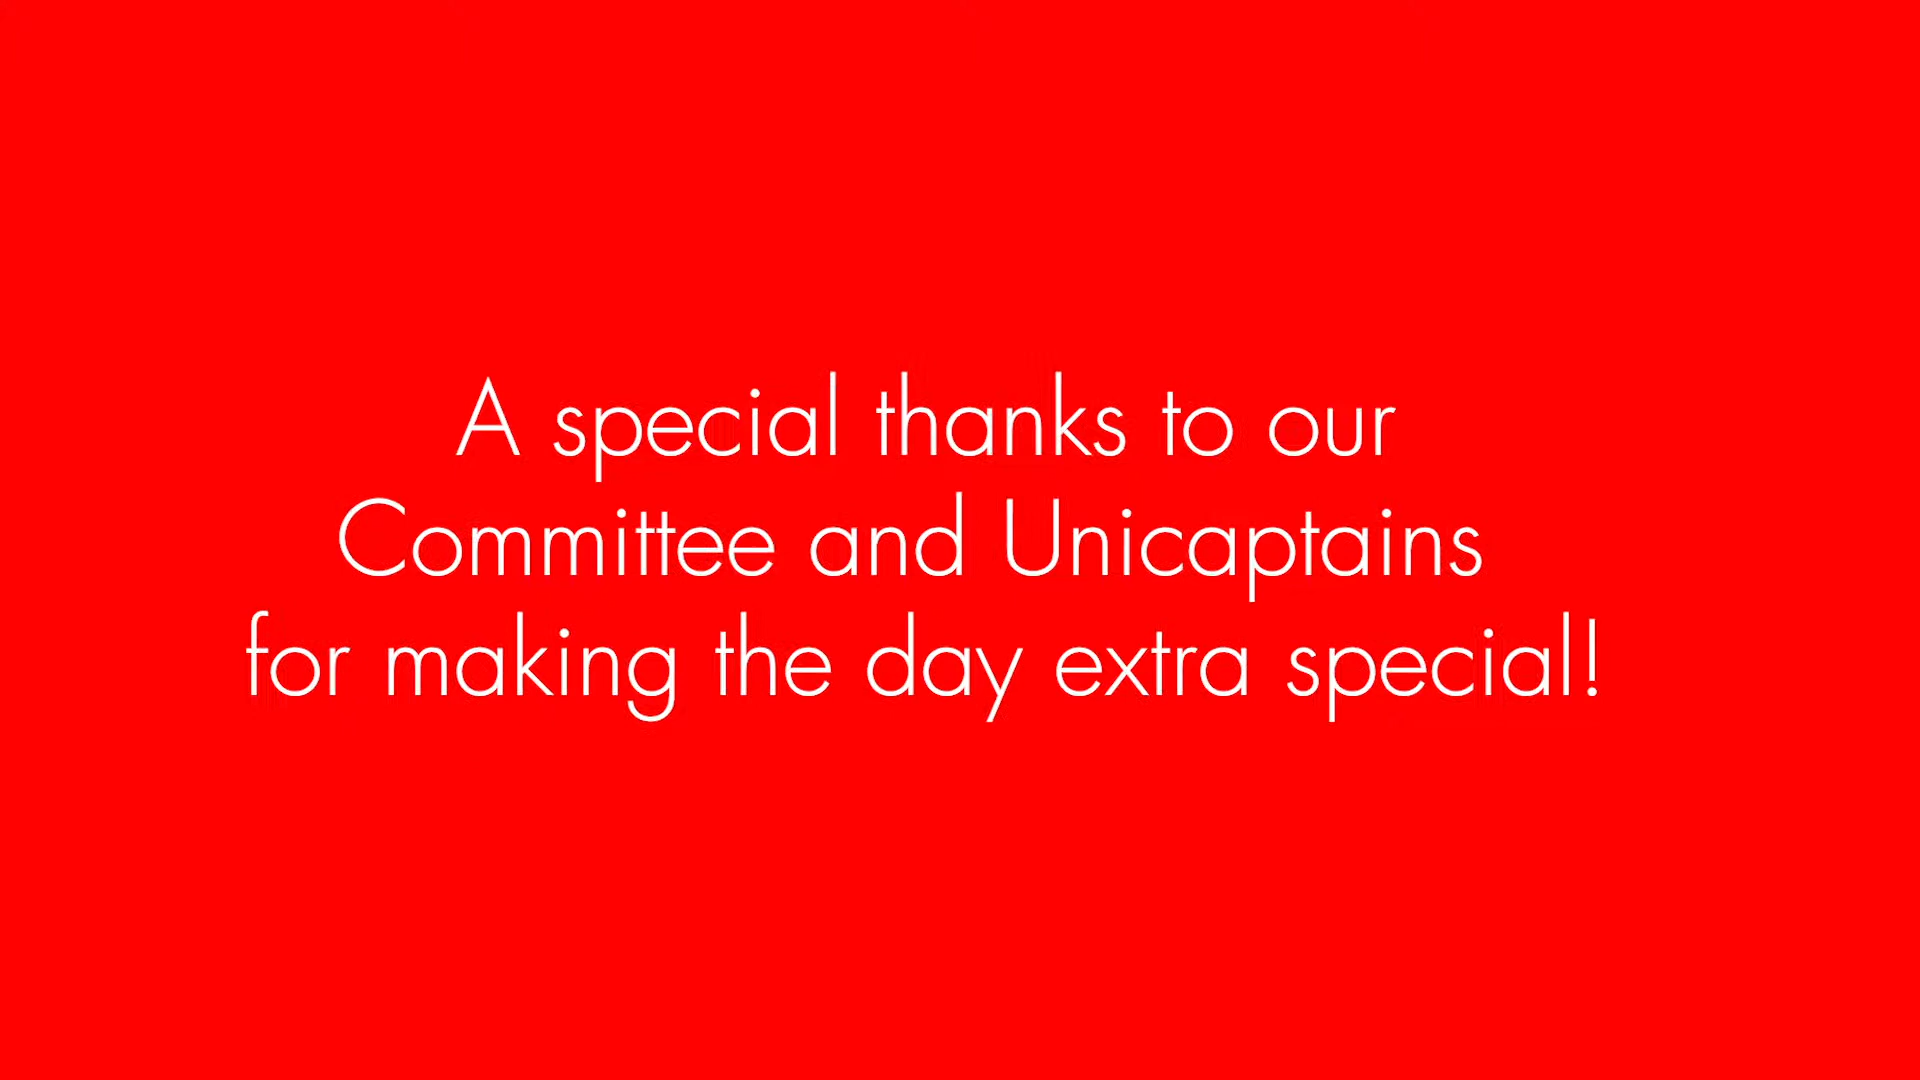 A special thanks to our
Committee and Unicaptains
for making the day extra special!